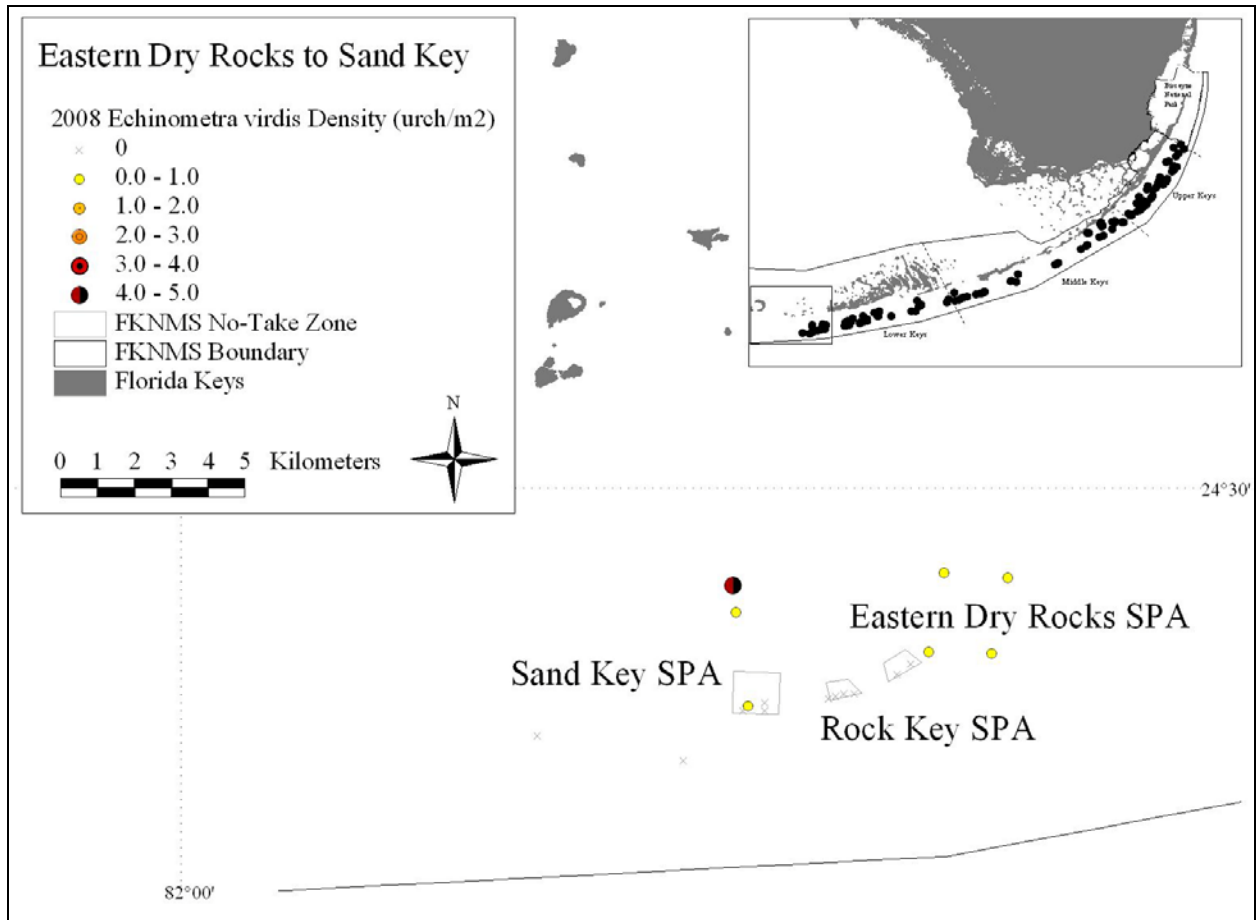 Eastern Dry Rocks to Sand Key
2008 Echinometra virdis Density (urch/m2)
0
0.0 - 1.0
1.0 - 2.0
2.0 - 3.0
3.0 - 4.0
4.0 - 5.0
FKNMS No-Take Zone
FKNMS Boundary
Florida Keys
N
0 1 2 3 4 5 Kilometers
Biscayne
National
Park
Upper Keys
Middle Keys
Lower Keys
24°30'
Eastern Dry Rocks SPA
Sand Key SPA
Rock Key SPA
82°00'